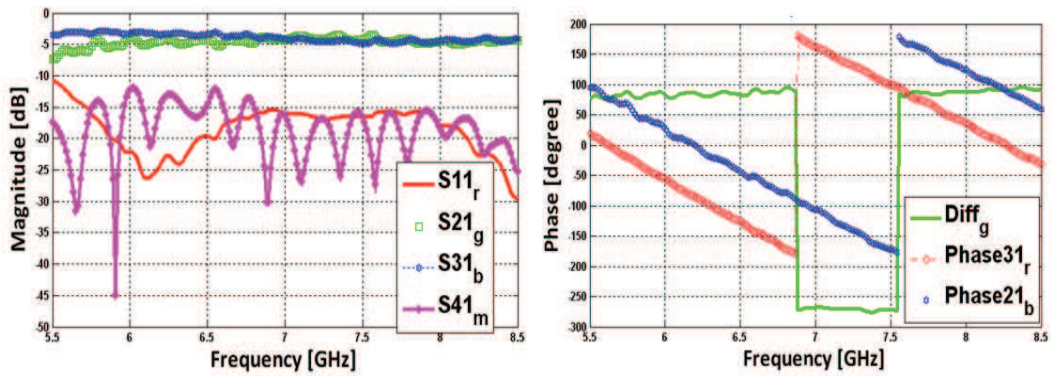 0
-5
-10
-15
-20
-25
-30
-35
-40
-45
-50
Magnitude [dB]
5.5 6 6.5 7 7.5 8 8.5
Frequency [GHz]
S11r
S21g
S31b
S41m
200
150
100
50
0
-50
-100
-150
-200
-250
-300
Phase [degree]
5.5 6 6.5 7 7.5 8 8.5
Frequency [GHz]
Diffg
Phase31r
Phase21b